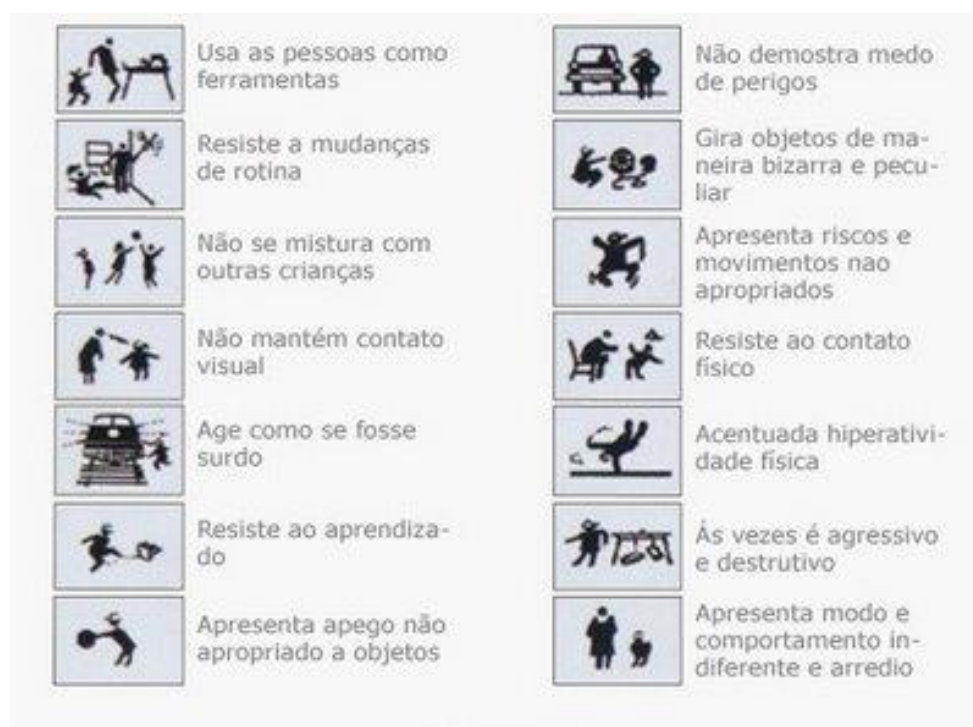 Usa as pessoas como
ferramentas
Resiste a mudanças
de rotina
Não se mistura com
outras crianças
Não mantém contato
visual
Age como se fosse
surdo
Resiste ao aprendiza-
do
Apresenta apego não
apropriado a objetos
Não demostra medo
de perigos
Gira objetos de ma-
neira bizarra e pecu-
liar
Apresenta riscos e
movimentos nao
apropriados
Resiste ao contato
físico
Acentuada hiperativi-
dade física
Ás vezes é agressivo
e destrutivo
Apresenta modo e
comportamento in-
diferente e arredio